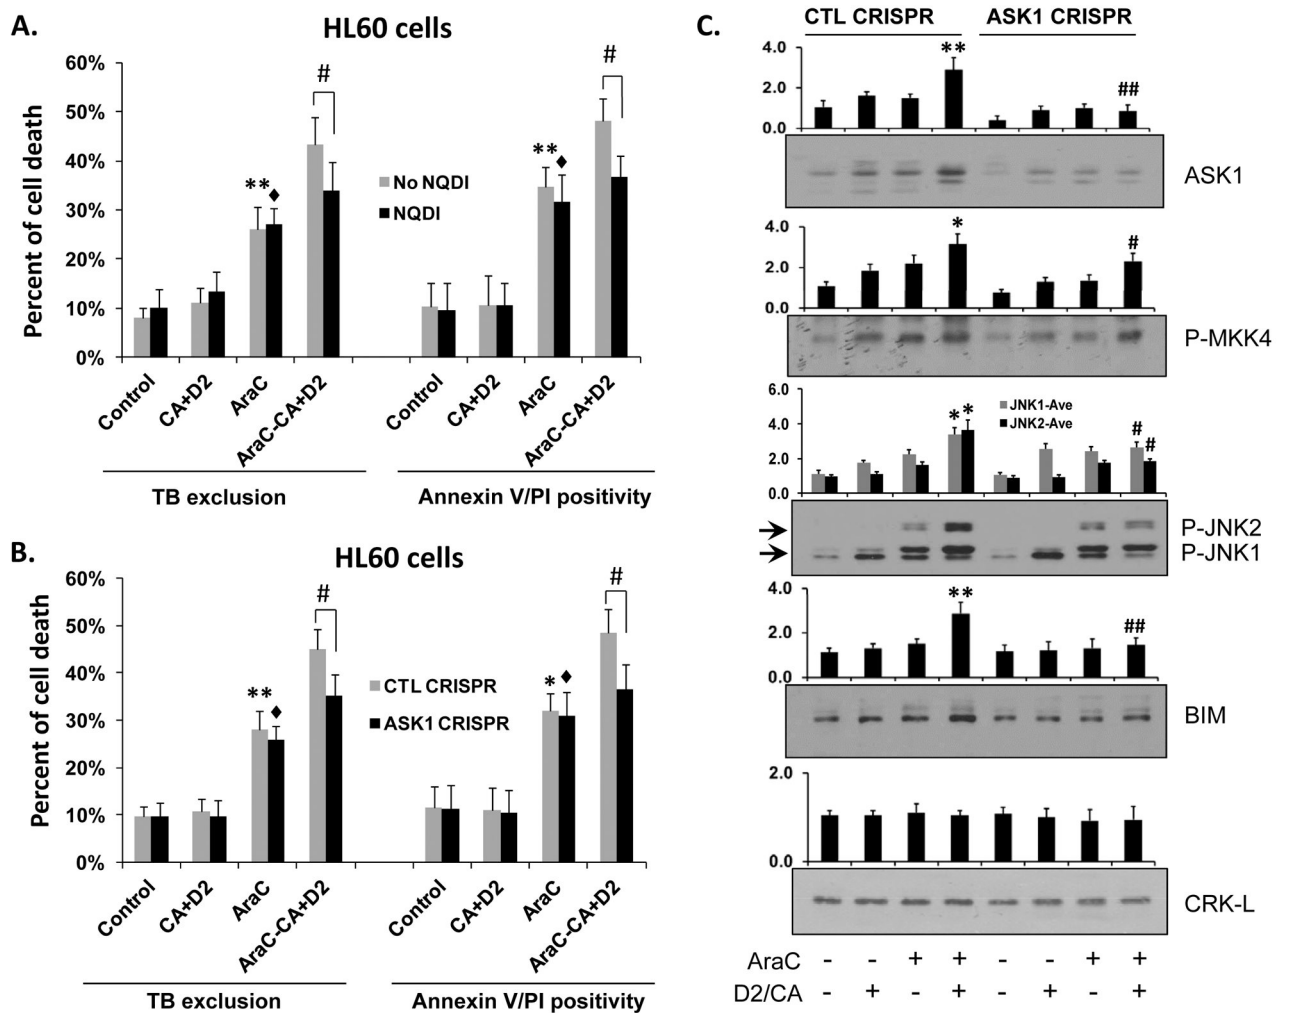 A.
HL60 cells
Percent of cell death
60%
50%
40%
30%
20%
10%
0%
** ♦ # ** ♦ #
No NQDI
NQDI
Control CA+D2 AraC AraC-CA+D2 Control CA+D2 AraC AraC-CA+D2
TB exclusion Annexin V/PI positivity
B.
HL60 cells
Percent of cell death
60%
50%
40%
30%
20%
10%
0%
** ♦ # * ♦ #
CTL CRISPR
ASK1 CRISPR
Control CA+D2 AraC AraC-CA+D2 Control CA+D2 AraC AraC-CA+D2
TB exclusion Annexin V/PI positivity
C.
CTL CRISPR ASK1 CRISPR
4.0
2.0
0.0
** ##
ASK1
4.0
2.0
0.0
* #
P-MKK4
6.0
4.0
2.0
0.0
JNK1-Ave
JNK2-Ave
* * # #
P-JNK2
P-JNK1
4.0
2.0
0.0
** ##
BIM
2.0
0.0
CRK-L
AraC - - + + - - + +
D2/CA - + - + - + - +